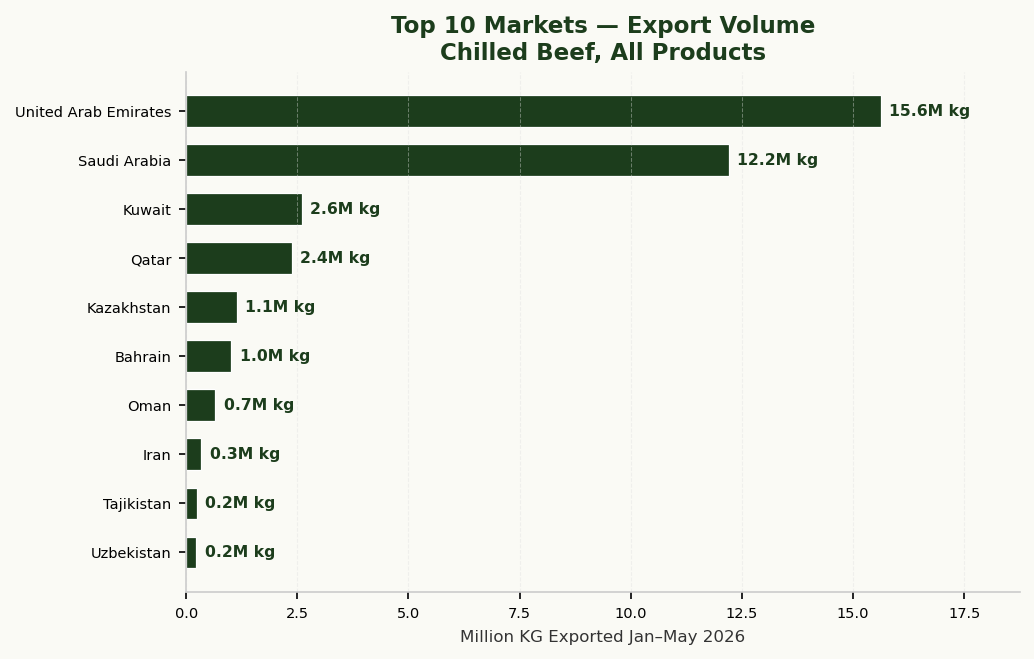 Top 10 Markets — Export Volume
Chilled Beef, All Products
United Arab Emirates 15.6M kg
Saudi Arabia 12.2M kg
Kuwait 2.6M kg
Qatar 2.4M kg
Kazakhstan 1.1M kg
Bahrain 1.0M kg
Oman 0.7M kg
Iran 0.3M kg
Tajikistan 0.2M kg
Uzbekistan 0.2M kg
0.0 2.5 5.0 7.5 10.0 12.5 15.0 17.5
Million KG Exported Jan–May 2026